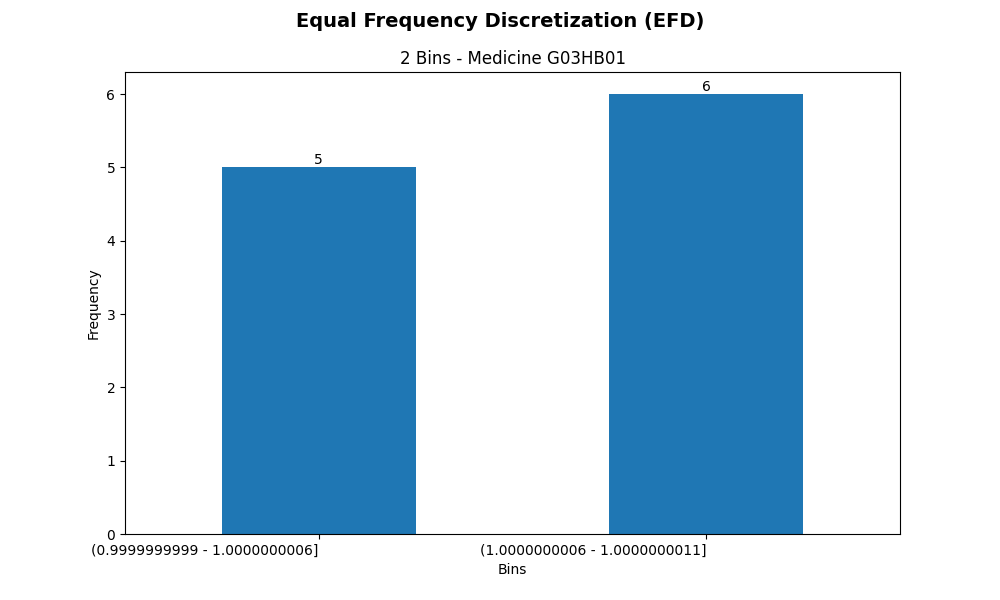 Equal Frequency Discretization (EFD)
2 Bins - Medicine G03HB01
Frequency
6
5
4
3
2
1
0
5
6
(0.9999999999 - 1.0000000006]
(1.0000000006 - 1.0000000011]
Bins